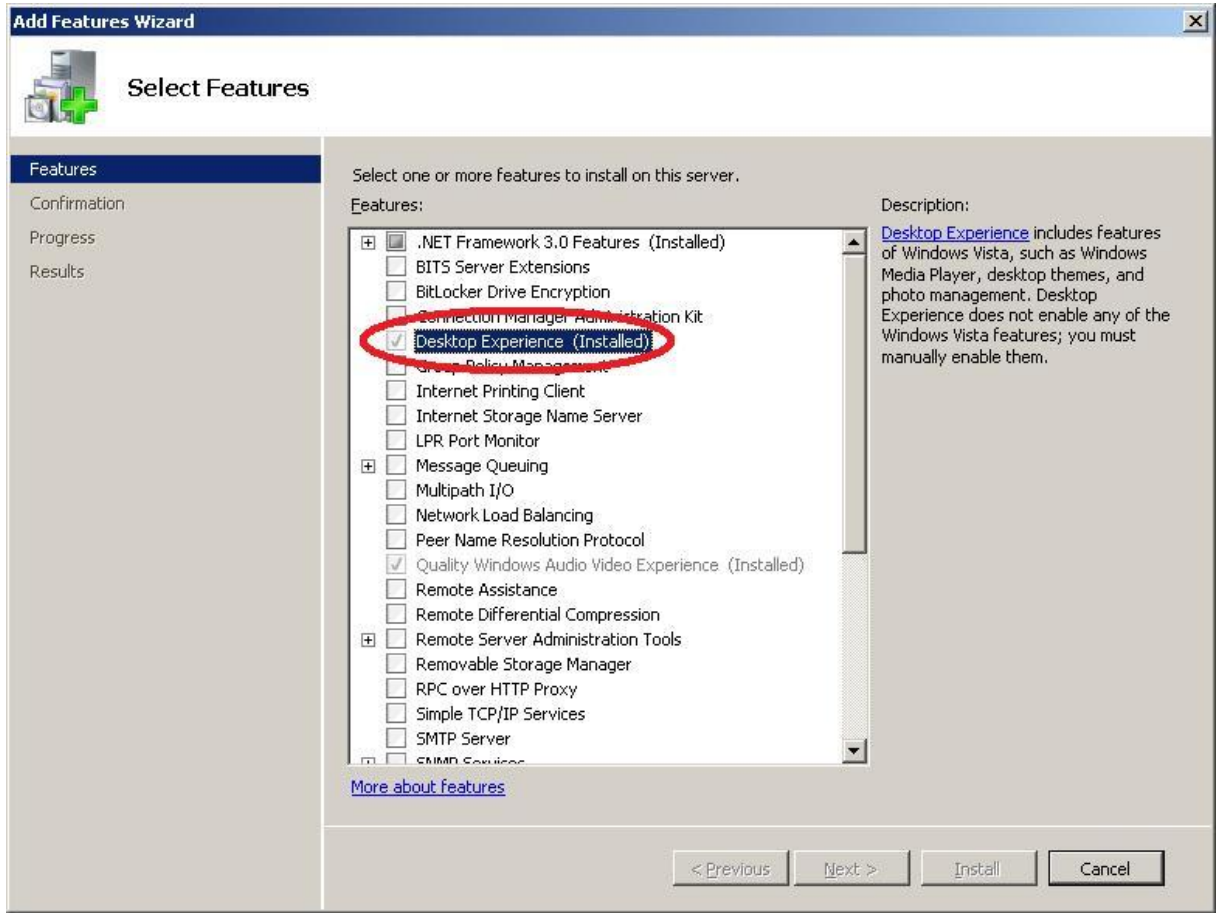 Add Features Wizard
Select Features
Features
Confirmation
Progress
Results
Select one or more features to install on this server.
Features:
.NET Framework 3.0 Features (Installed)
BITS Server Extensions
BitLocker Drive Encryption
Connection Manager Administration Kit
Desktop Experience (Installed)
Group Policy Management
Internet Printing Client
Internet Storage Name Server
LPR Port Monitor
Message Queuing
Multipath I/O
Network Load Balancing
Peer Name Resolution Protocol
Quality Windows Audio Video Experience (Installed)
Remote Assistance
Remote Differential Compression
Remote Server Administration Tools
Removable Storage Manager
RPC over HTTP Proxy
Simple TCP/IP Services
SMTP Server
SNMP Services
More about features
Description:
Desktop Experience includes features
of Windows Vista, such as Windows
Media Player, desktop themes, and
photo management. Desktop
Experience does not enable any of the
Windows Vista features; you must
manually enable them.
< Previous
Next >
Install
Cancel